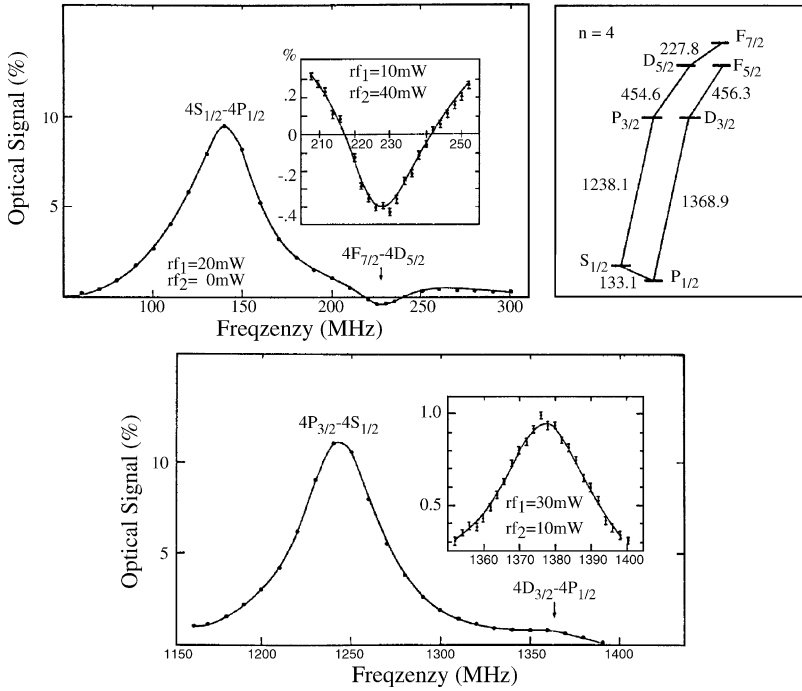 Optical Signal (%)
10
5
4S1/2-4P1/2
rf1=20mW
rf2= 0mW
4F7/2-4D5/2
100
150
200
250
300
Freqzenzy (MHz)
%
rf1=10mW
rf2=40mW
.2
0
-.2
-.4
210
220
230
240
250
n = 4
F7/2
227.8
D5/2
F5/2
454.6
456.3
P3/2
D3/2
1238.1
1368.9
S1/2
P1/2
133.1
Optical Signal (%)
10
5
4P3/2-4S1/2
1.0
0.5
rf1=30mW
rf2=10mW
1360
1370
1380
1390
1400
4D3/2-4P1/2
1150
1200
1250
1300
1350
1400
Freqzenzy (MHz)